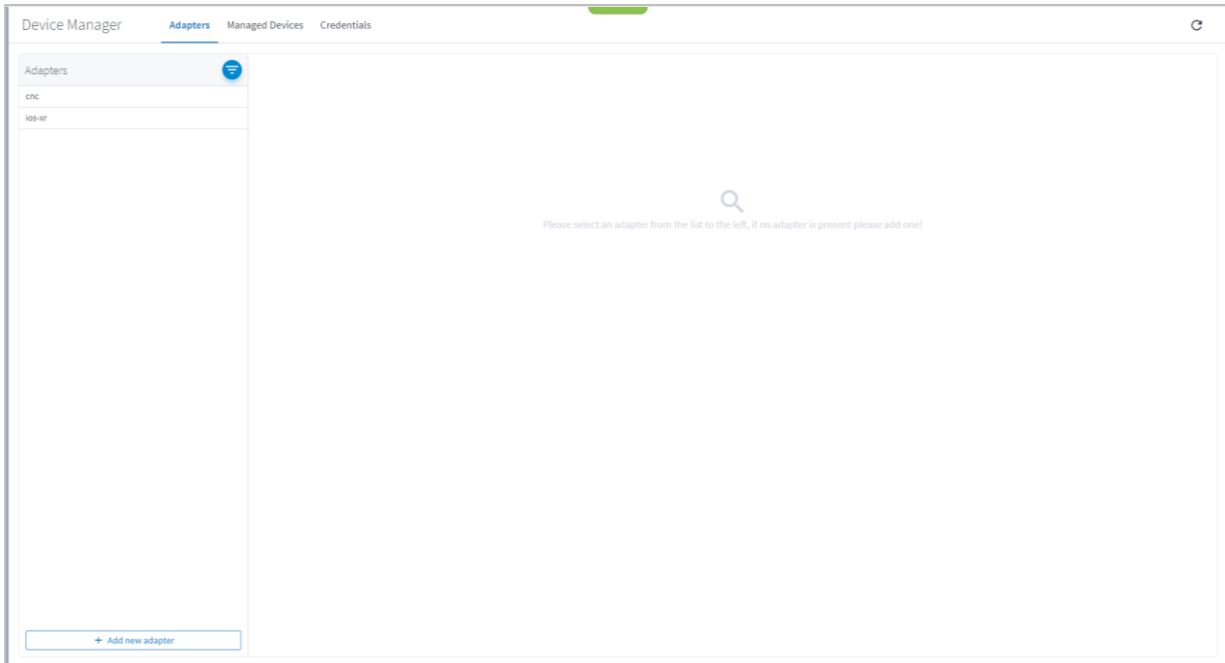 Device Manager Adapters Managed Devices Credentials
Adapters
cnc
ios-xr
Please select an adapter from the list to the left, if no adapter is present please add one!
+ Add new adapter